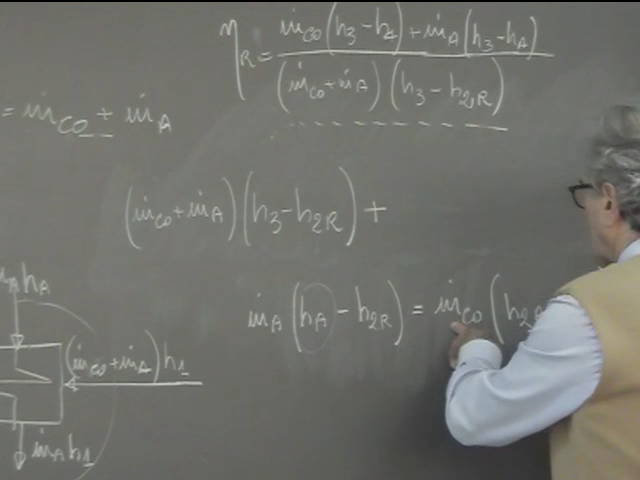 η_R = (ṁ_CO (h_3 - h_4) + ṁ_A (h_3 - h_A)) / ((ṁ_CO + ṁ_A)(h_3 - h_2R))
= ṁ_CO + ṁ_A
(ṁ_CO + ṁ_A)(h_3 - h_2R) +
ṁ_A (h_A - h_2R) = ṁ_CO (h_2
ṁ_A h_A
(ṁ_CO + ṁ_A) h_1
ṁ_A h_1